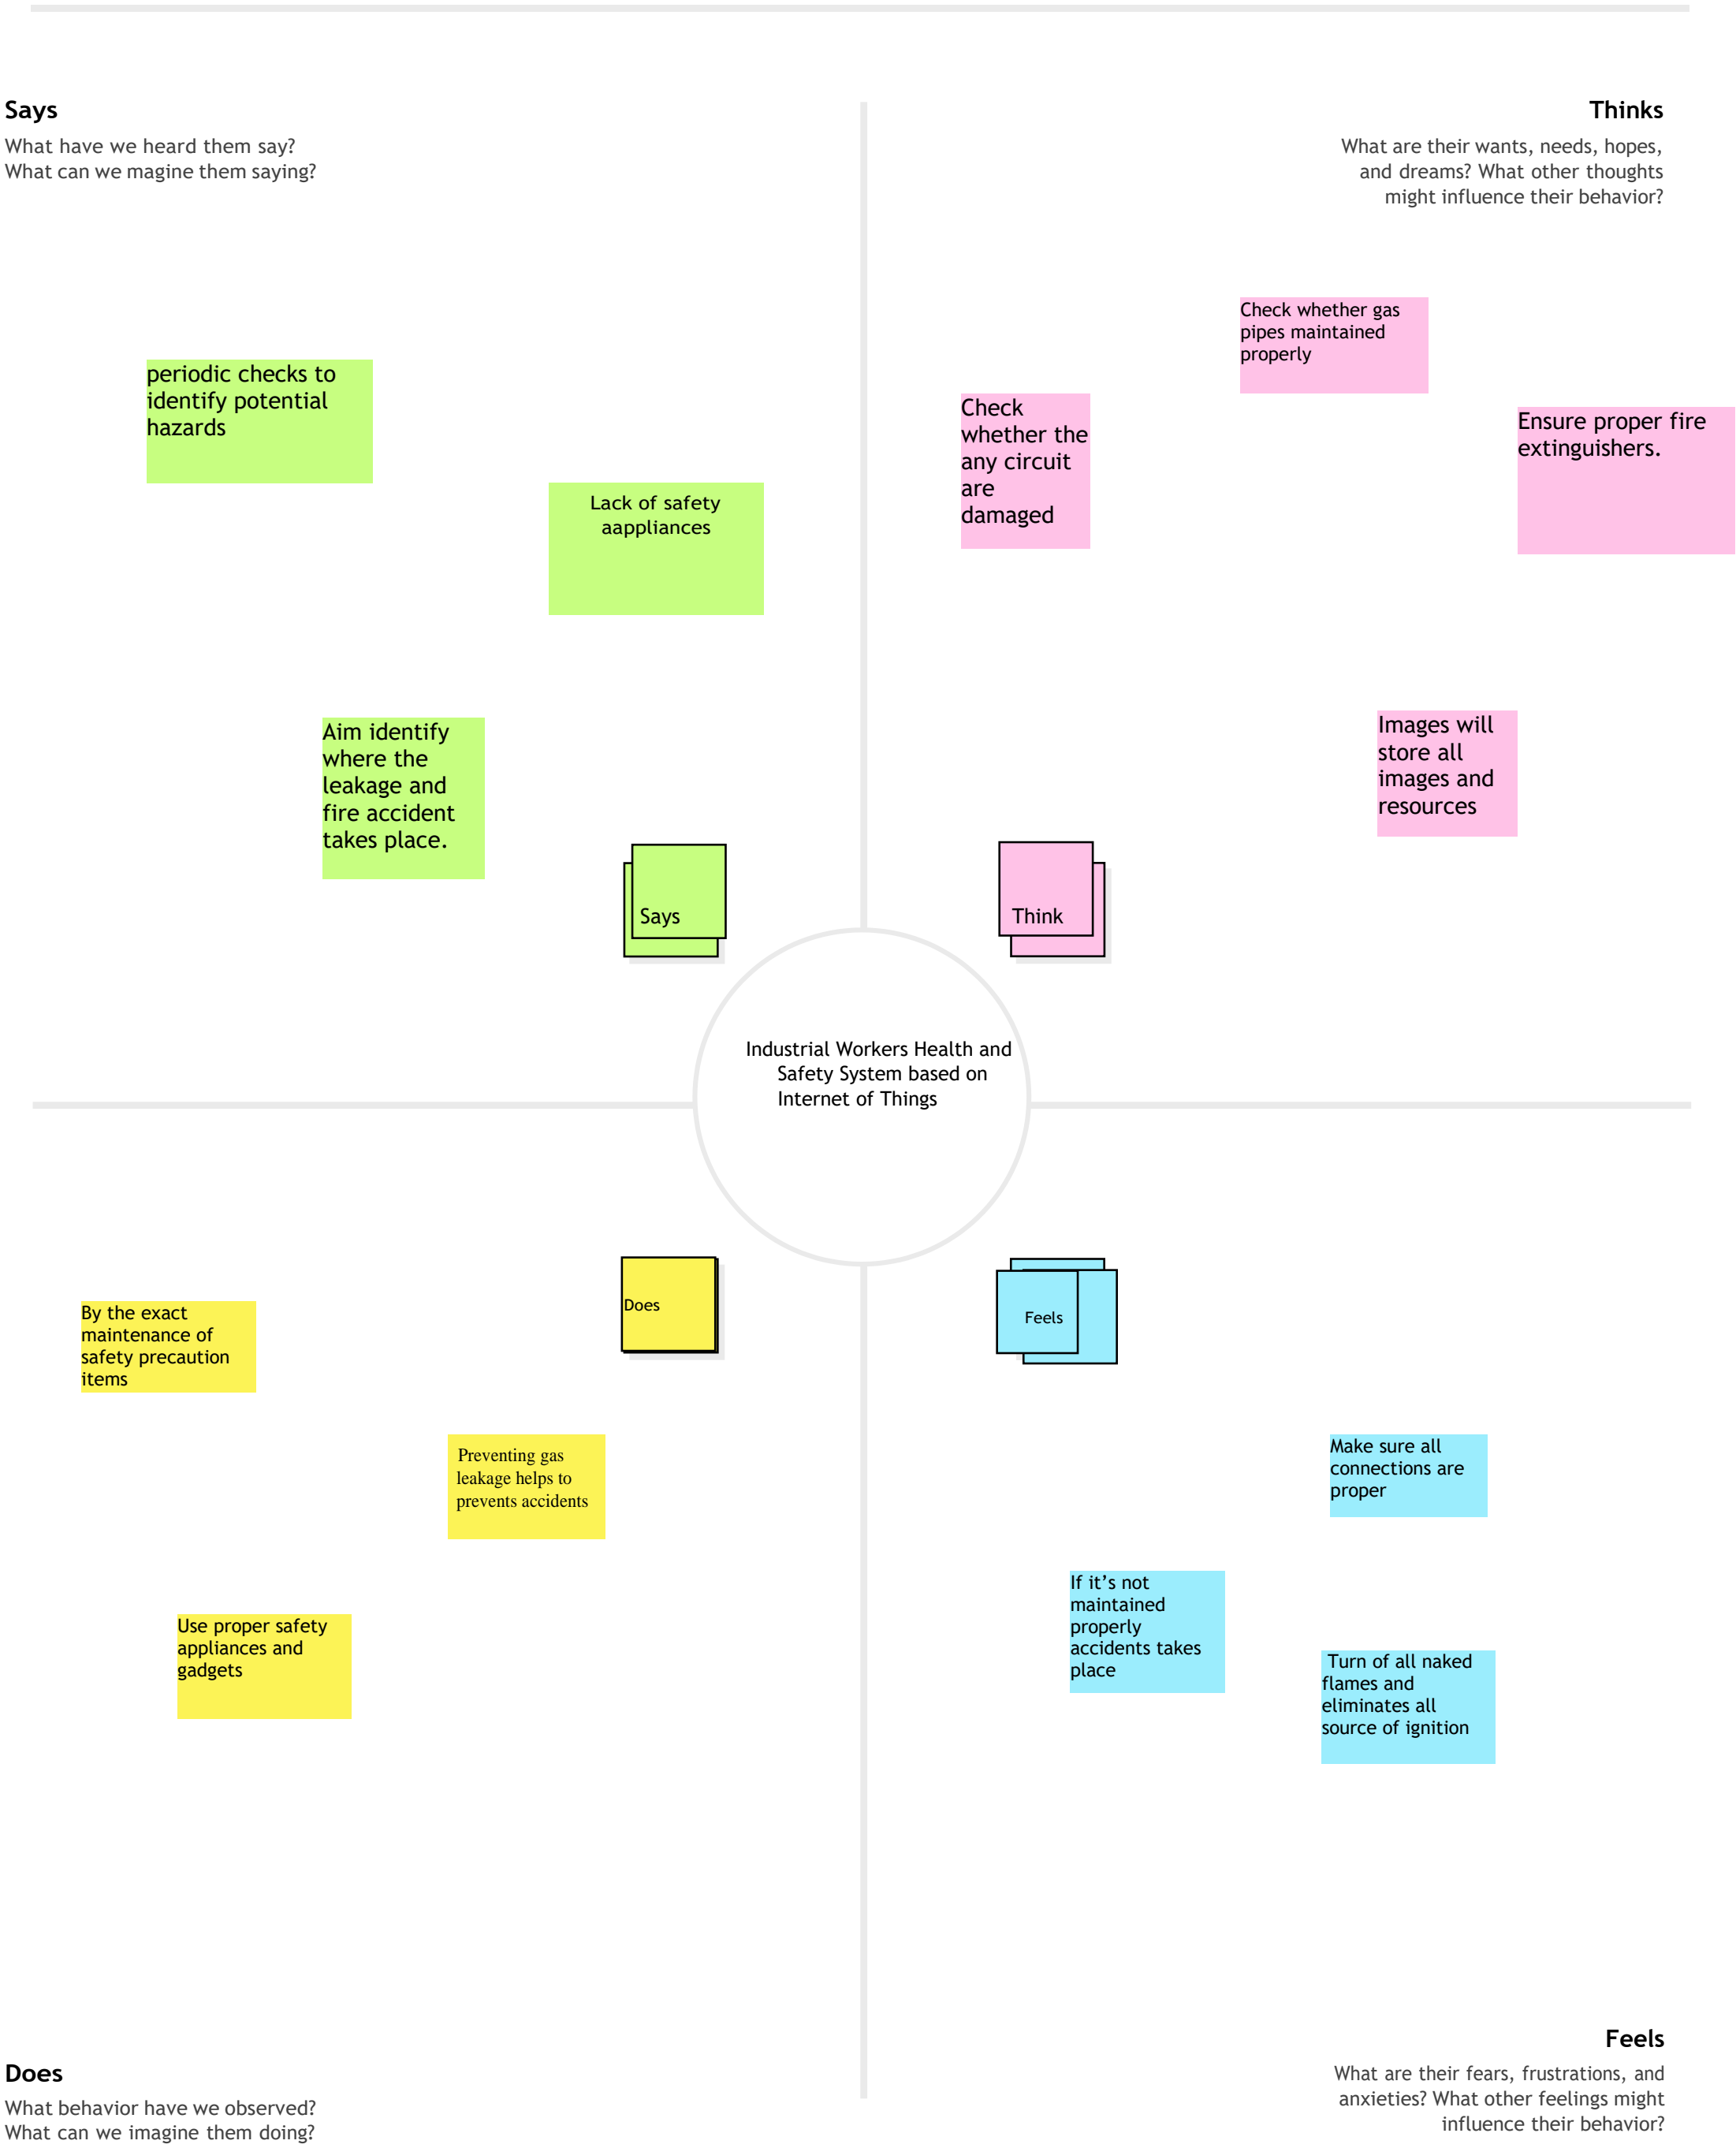 Says
What have we heard them say?
What can we magine them saying?
Thinks
What are their wants, needs, hopes,
and dreams? What other thoughts
might influence their behavior?
periodic checks to
identify potential
hazards
Lack of safety
aappliances
Aim identify
where the
leakage and
fire accident
takes place.
Says
Check whether gas
pipes maintained
properly
Check
whether the
any circuit
are
damaged
Ensure proper fire
extinguishers.
Images will
store all
images and
resources
Think
Industrial Workers Health and
Safety System based on
Internet of Things
Does
By the exact
maintenance of
safety precaution
items
Preventing gas
leakage helps to
prevents accidents
Use proper safety
appliances and
gadgets
Feels
Make sure all
connections are
proper
If it’s not
maintained
properly
accidents takes
place
Turn of all naked
flames and
eliminates all
source of ignition
Does
What behavior have we observed?
What can we imagine them doing?
Feels
What are their fears, frustrations, and
anxieties? What other feelings might
influence their behavior?